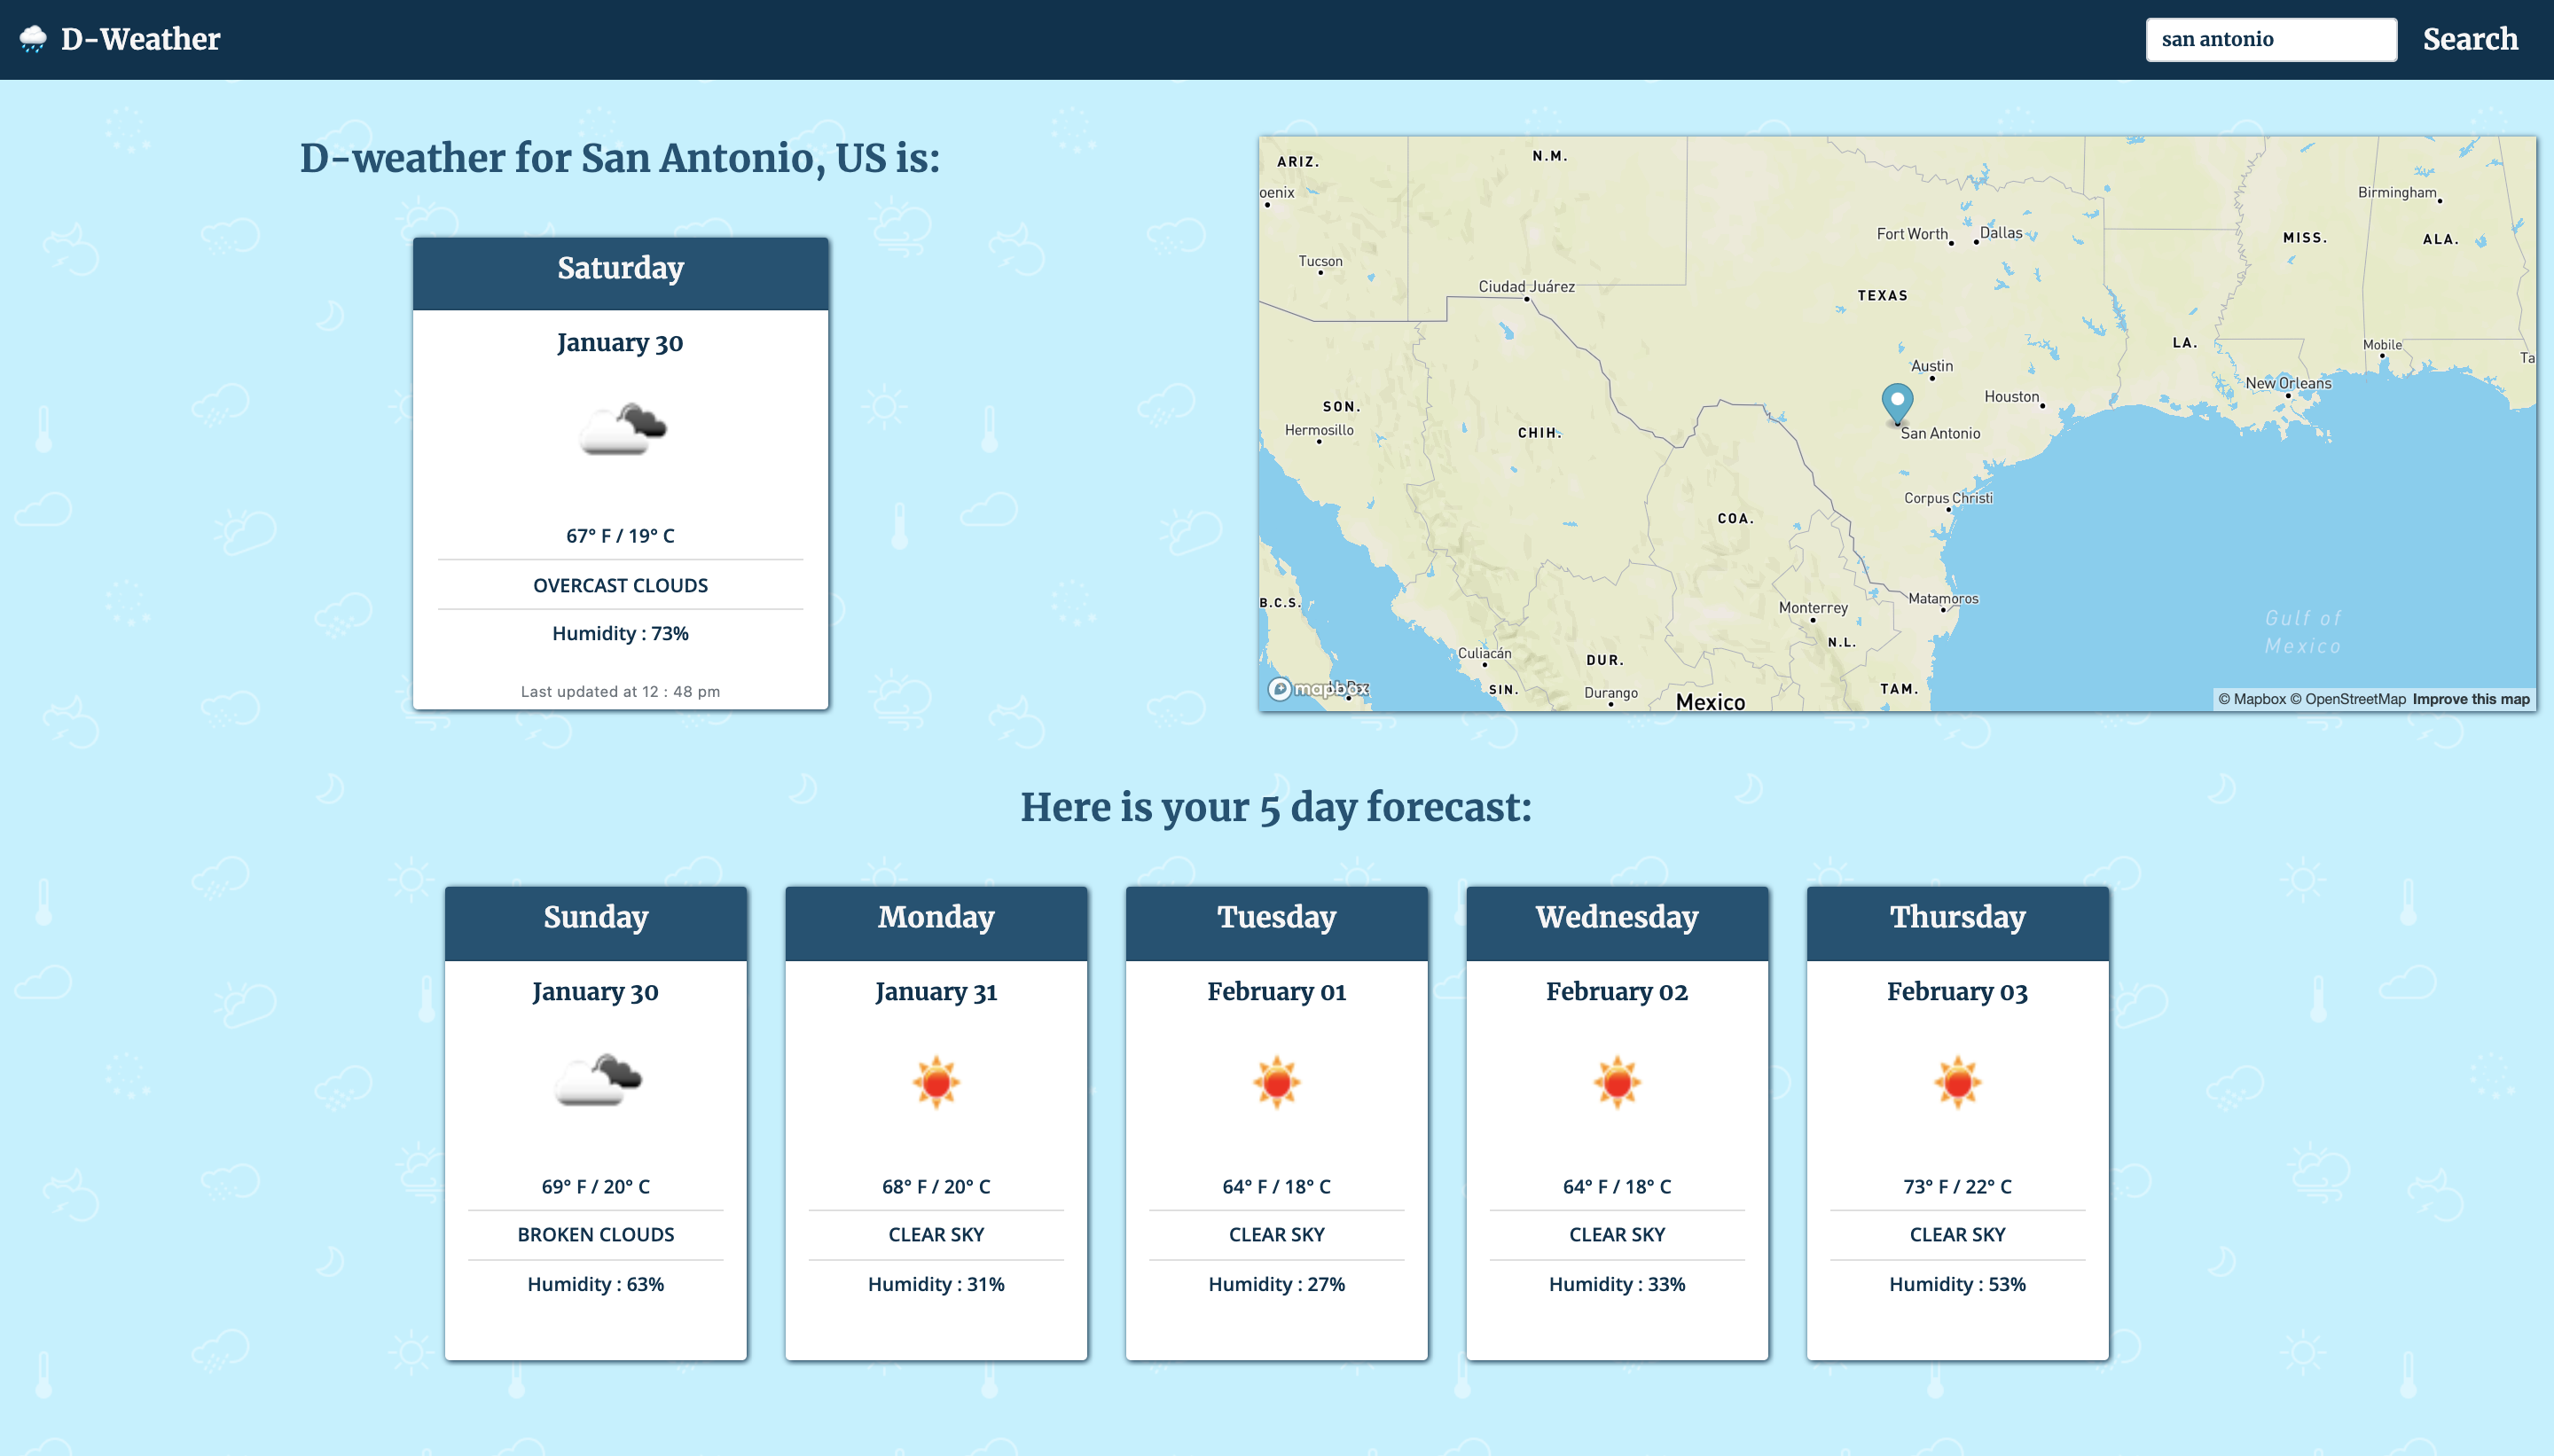 D-Weather
san antonio
Search
D-weather for San Antonio, US is:
Saturday
January 30
67° F / 19° C
OVERCAST CLOUDS
Humidity : 73%
Last updated at 12 : 48 pm
ARIZ.
N.M.
oenix
Birmingham
Fort Worth
Dallas
MISS.
ALA.
Tucson
Ciudad Juárez
TEXAS
LA.
Mobile
Ta
Austin
New Orleans
Houston
SON.
Hermosillo
CHIH.
San Antonio
Corpus Christi
COA.
B.C.S.
Monterrey
Matamoros
Gulf of
Mexico
N.L.
Culiacán
DUR.
SIN.
Durango
Mexico
TAM.
mapbox
© Mapbox © OpenStreetMap Improve this map
Here is your 5 day forecast:
Sunday
January 30
69° F / 20° C
BROKEN CLOUDS
Humidity : 63%
Monday
January 31
68° F / 20° C
CLEAR SKY
Humidity : 31%
Tuesday
February 01
64° F / 18° C
CLEAR SKY
Humidity : 27%
Wednesday
February 02
64° F / 18° C
CLEAR SKY
Humidity : 33%
Thursday
February 03
73° F / 22° C
CLEAR SKY
Humidity : 53%